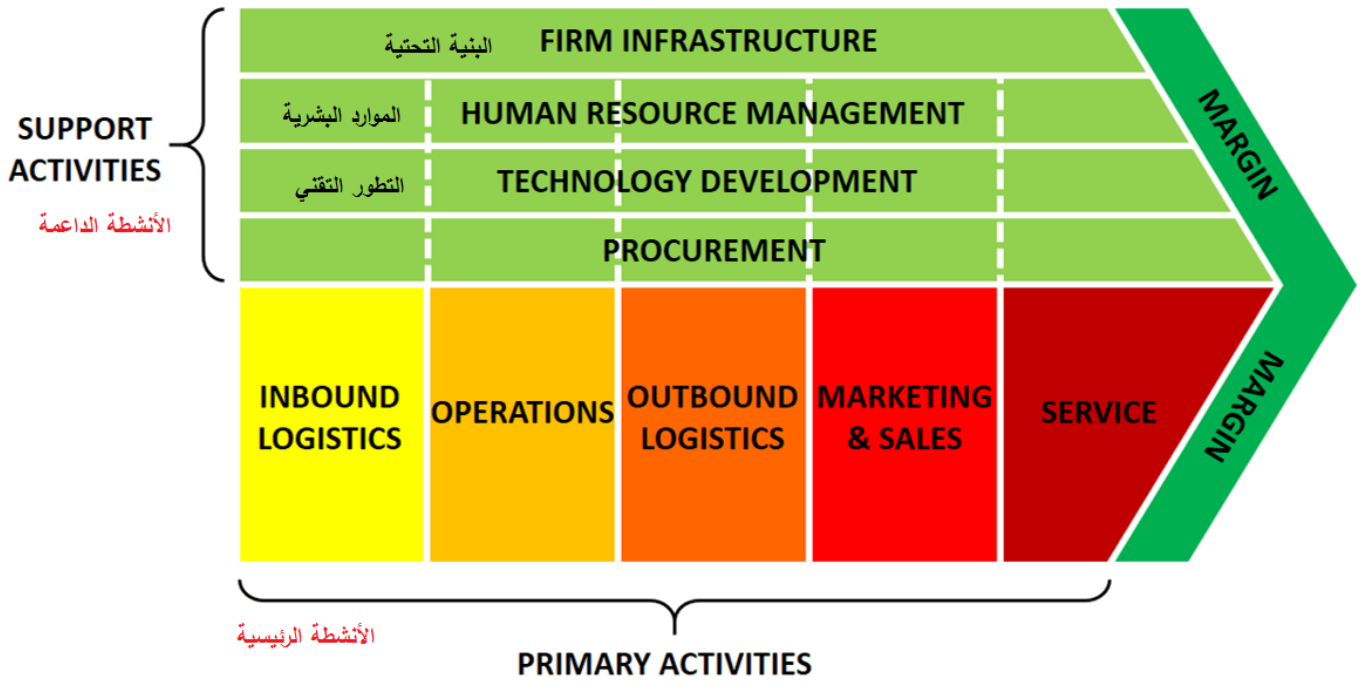 البنية التحتية FIRM INFRASTRUCTURE
الموارد البشرية HUMAN RESOURCE MANAGEMENT
التطور التقني TECHNOLOGY DEVELOPMENT
PROCUREMENT
SUPPORT
ACTIVITIES
الأنشطة الداعمة
MARGIN
MARGIN
INBOUND
LOGISTICS
OPERATIONS
OUTBOUND
LOGISTICS
MARKETING
& SALES
SERVICE
الأنشطة الرئيسية
PRIMARY ACTIVITIES